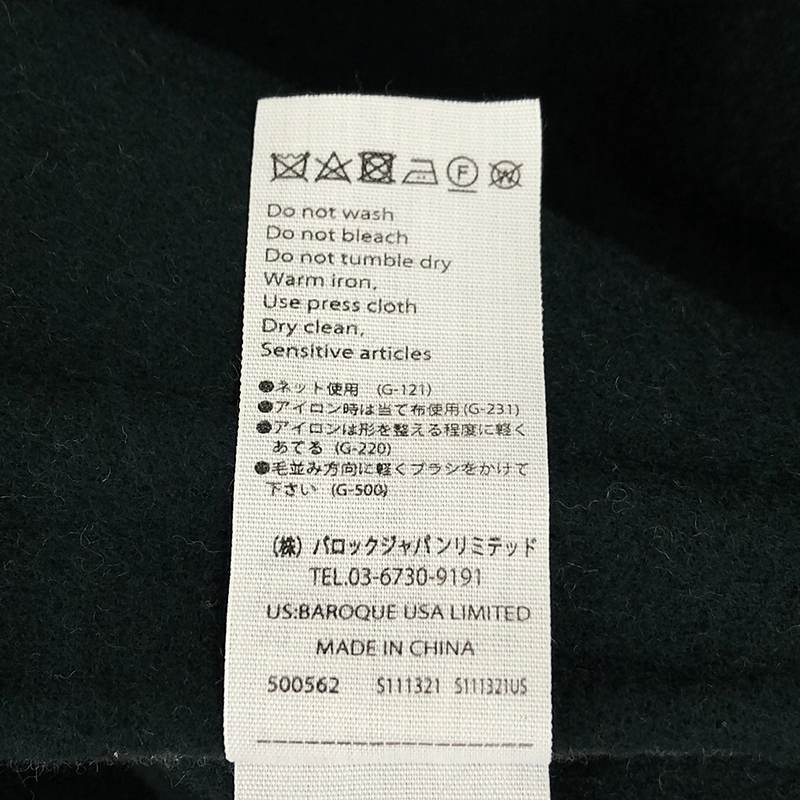 Do not wash
Do not bleach
Do not tumble dry
Warm iron,
Use press cloth
Dry clean,
Sensitive articles
●ネット使用 (G-121)
●アイロン時は当て布使用(G-231)
●アイロンは形を整える程度に軽く
あてる (G-220)
●毛並み方向に軽くブラシをかけて
下さい (G-500)
(株) バロックジャパンリミテッド
TEL.03-6730-9191
US:BAROQUE USA LIMITED
MADE IN CHINA
500562 S111321 S111321US